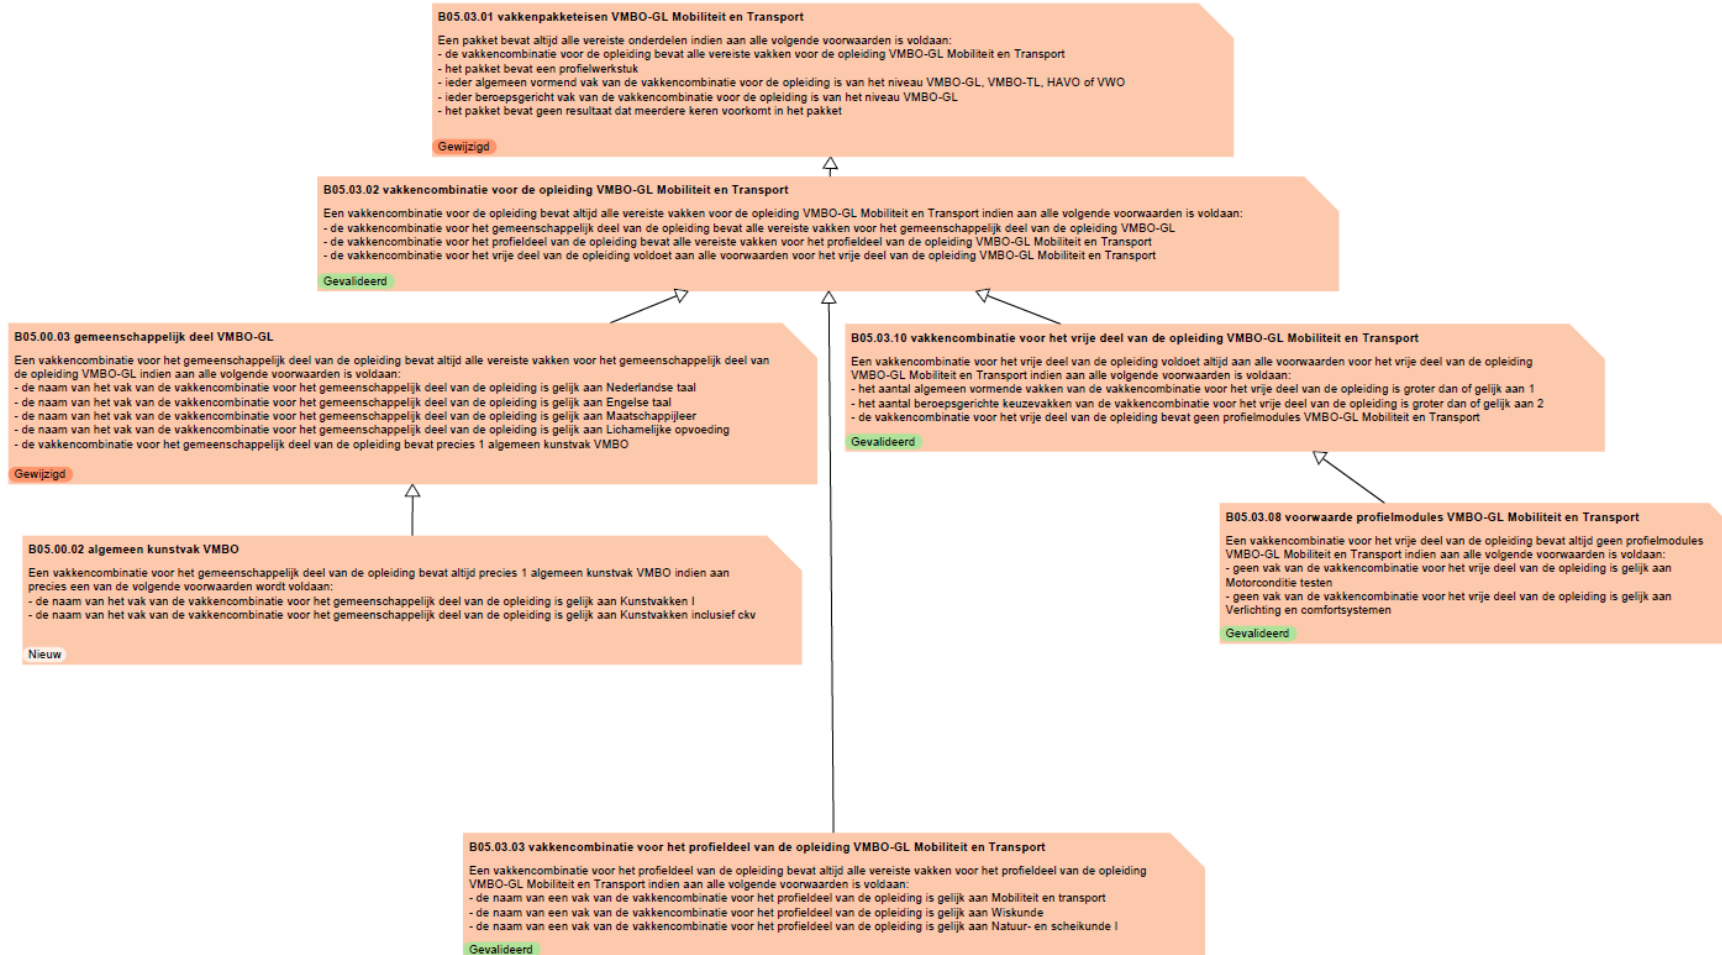 B05.03.01 vakkenpakketeisen VMBO-GL Mobiliteit en Transport
Een pakket bevat altijd alle vereiste onderdelen indien aan alle volgende voorwaarden is voldaan:
- de vakkencombinatie voor de opleiding bevat alle vereiste vakken voor de opleiding VMBO-GL Mobiliteit en Transport
- het pakket bevat een profielwerkstuk
- ieder algemeen vormend vak van de vakkencombinatie voor de opleiding is van het niveau VMBO-GL, VMBO-TL, HAVO of VWO
- ieder beroepsgericht vak van de vakkencombinatie voor de opleiding is van het niveau VMBO-GL
- het pakket bevat geen resultaat dat meerdere keren voorkomt in het pakket
Gewijzigd
B05.03.02 vakkencombinatie voor de opleiding VMBO-GL Mobiliteit en Transport
Een vakkencombinatie voor de opleiding bevat altijd alle vereiste vakken voor de opleiding VMBO-GL Mobiliteit en Transport indien aan alle volgende voorwaarden is voldaan:
- de vakkencombinatie voor het gemeenschappelijk deel van de opleiding bevat alle vereiste vakken voor het gemeenschappelijk deel van de opleiding VMBO-GL
- de vakkencombinatie voor het profieldeel van de opleiding bevat alle vereiste vakken voor het profieldeel van de opleiding VMBO-GL Mobiliteit en Transport
- de vakkencombinatie voor het vrije deel van de opleiding voldoet aan alle voorwaarden voor het vrije deel van de opleiding VMBO-GL Mobiliteit en Transport
Gevalideerd
B05.00.03 gemeenschappelijk deel VMBO-GL
Een vakkencombinatie voor het gemeenschappelijk deel van de opleiding bevat altijd alle vereiste vakken voor het gemeenschappelijk deel van
de opleiding VMBO-GL indien aan alle volgende voorwaarden is voldaan:
- de naam van het vak van de vakkencombinatie voor het gemeenschappelijk deel van de opleiding is gelijk aan Nederlandse taal
- de naam van het vak van de vakkencombinatie voor het gemeenschappelijk deel van de opleiding is gelijk aan Engelse taal
- de naam van het vak van de vakkencombinatie voor het gemeenschappelijk deel van de opleiding is gelijk aan Maatschappijleer
- de naam van het vak van de vakkencombinatie voor het gemeenschappelijk deel van de opleiding is gelijk aan Lichamelijke opvoeding
- de vakkencombinatie voor het gemeenschappelijk deel van de opleiding bevat precies 1 algemeen kunstvak VMBO
Gewijzigd
B05.03.10 vakkencombinatie voor het vrije deel van de opleiding VMBO-GL Mobiliteit en Transport
Een vakkencombinatie voor het vrije deel van de opleiding voldoet altijd aan alle voorwaarden voor het vrije deel van de opleiding
VMBO-GL Mobiliteit en Transport indien aan alle volgende voorwaarden is voldaan:
- het aantal algemeen vormende vakken van de vakkencombinatie voor het vrije deel van de opleiding is groter dan of gelijk aan 1
- het aantal beroepsgerichte keuzevakken van de vakkencombinatie voor het vrije deel van de opleiding is groter dan of gelijk aan 2
- de vakkencombinatie voor het vrije deel van de opleiding bevat geen profielmodules VMBO-GL Mobiliteit en Transport
Gevalideerd
B05.00.02 algemeen kunstvak VMBO
Een vakkencombinatie voor het gemeenschappelijk deel van de opleiding bevat altijd precies 1 algemeen kunstvak VMBO indien aan
precies een van de volgende voorwaarden wordt voldaan:
- de naam van het vak van de vakkencombinatie voor het gemeenschappelijk deel van de opleiding is gelijk aan Kunstvakken I
- de naam van het vak van de vakkencombinatie voor het gemeenschappelijk deel van de opleiding is gelijk aan Kunstvakken inclusief ckv
Nieuw
B05.03.08 voorwaarde profielmodules VMBO-GL Mobiliteit en Transport
Een vakkencombinatie voor het vrije deel van de opleiding bevat altijd geen profielmodules
VMBO-GL Mobiliteit en Transport indien aan alle volgende voorwaarden is voldaan:
- geen vak van de vakkencombinatie voor het vrije deel van de opleiding is gelijk aan
Motorconditie testen
- geen vak van de vakkencombinatie voor het vrije deel van de opleiding is gelijk aan
Verlichting en comfortsystemen
Gevalideerd
B05.03.03 vakkencombinatie voor het profieldeel van de opleiding VMBO-GL Mobiliteit en Transport
Een vakkencombinatie voor het profieldeel van de opleiding bevat altijd alle vereiste vakken voor het profieldeel van de opleiding
VMBO-GL Mobiliteit en Transport indien aan alle volgende voorwaarden is voldaan:
- de naam van een vak van de vakkencombinatie voor het profieldeel van de opleiding is gelijk aan Mobiliteit en transport
- de naam van een vak van de vakkencombinatie voor het profieldeel van de opleiding is gelijk aan Wiskunde
- de naam van een vak van de vakkencombinatie voor het profieldeel van de opleiding is gelijk aan Natuur- en scheikunde I
Gevalideerd